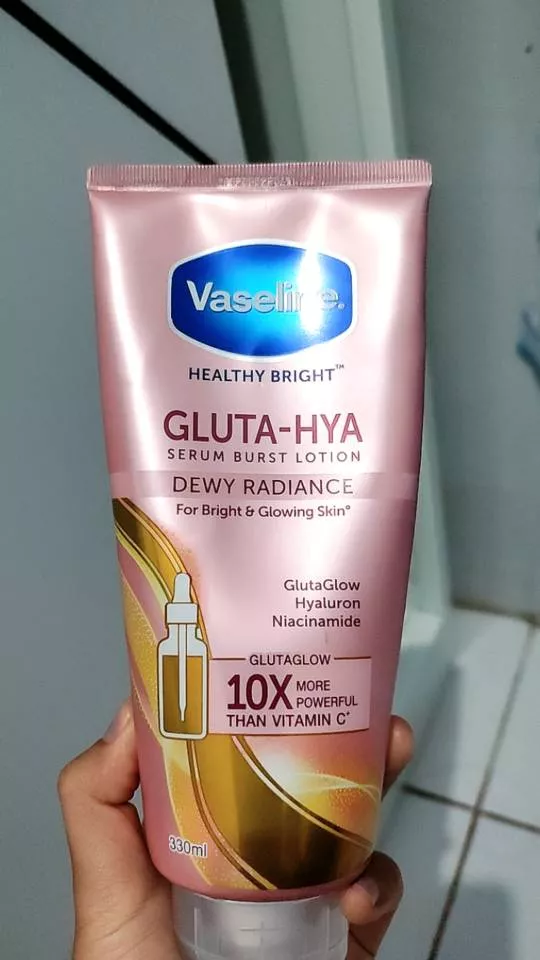 Vaseline.
HEALTHY BRIGHT™
GLUTA-HYA
SERUM BURST LOTION
DEWY RADIANCE
For Bright & Glowing Skin°
GlutaGlow
Hyaluron
Niacinamide
GLUTAGLOW
10X MORE
POWERFUL
THAN VITAMIN C*
330ml